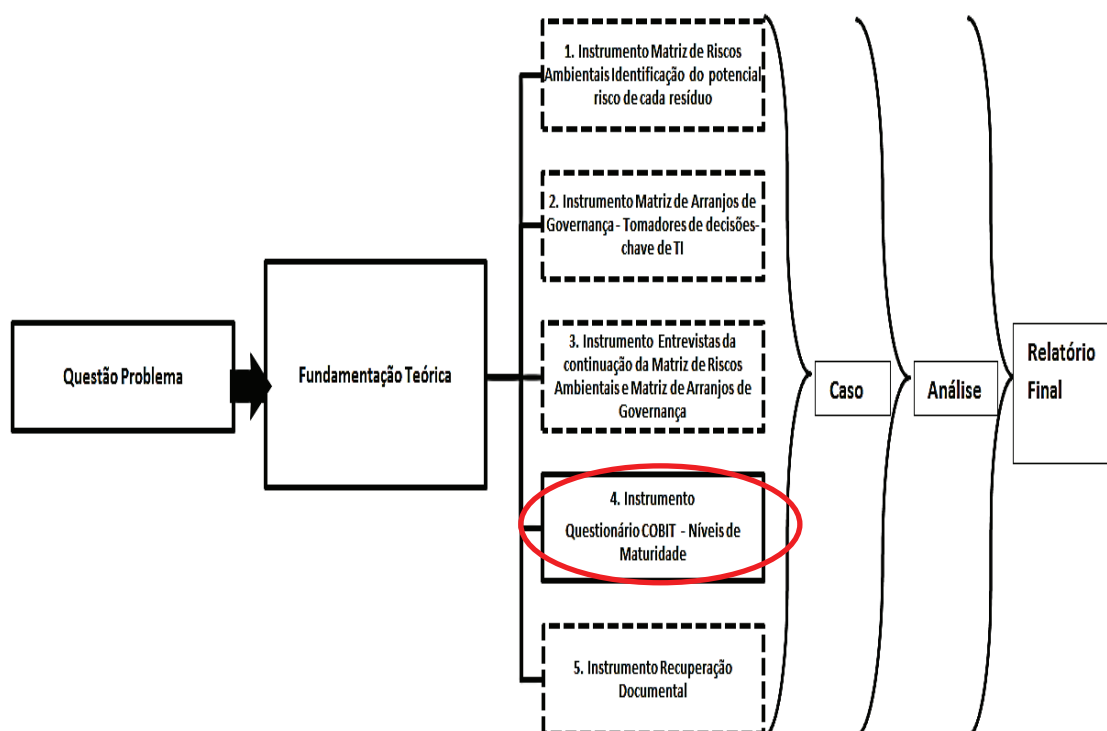 Questão Problema
Fundamentação Teórica
1. Instrumento Matriz de Riscos
Ambientais Identificação do potencial
risco de cada resíduo
2. Instrumento Matriz de Arranjos de
Governança - Tomadores de decisões-
chave de TI
3. Instrumento Entrevistas da
continuação da Matriz de Riscos
Ambientais e Matriz de Arranjos de
Governança
4. Instrumento
Questionário COBIT - Níveis de
Maturidade
5. Instrumento Recuperação
Documental
Caso
Análise
Relatório
Final